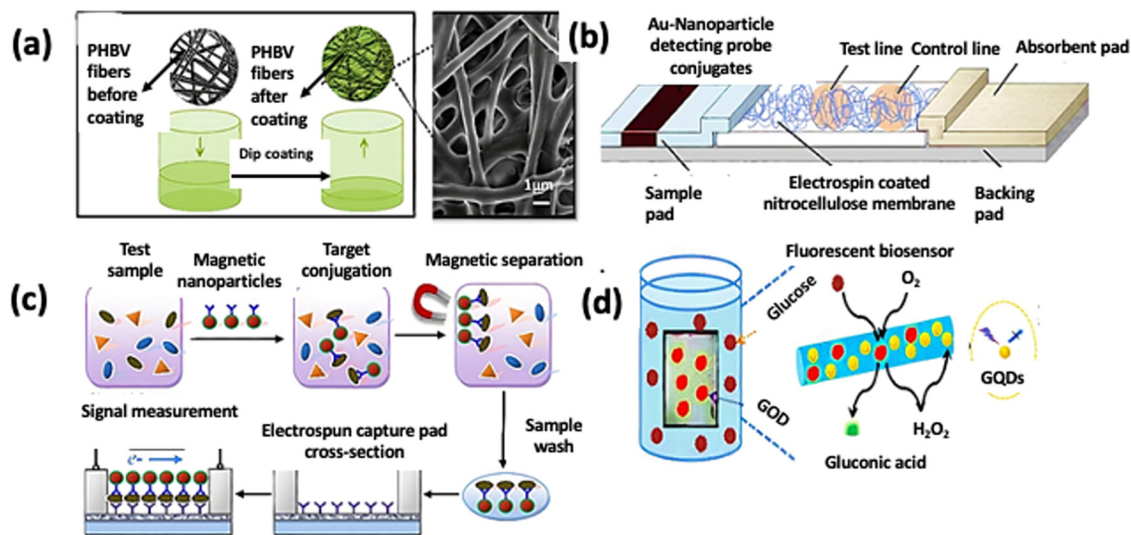 (a)
PHBV
fibers
before
coating
PHBV
fibers
after
coating
Dip coating
1μm
(b)
Au-Nanoparticle
detecting probe
conjugates
Test line
Control line
Absorbent pad
Sample
pad
Electrospin coated
nitrocellulose membrane
Backing
pad
(c)
Test
sample
Magnetic
nanoparticles
Target
conjugation
Magnetic separation
Sample
wash
Electrospun capture pad
cross-section
Signal measurement
e-
(d)
Fluorescent biosensor
Glucose
O₂
GOD
GQDs
H₂O₂
Gluconic acid